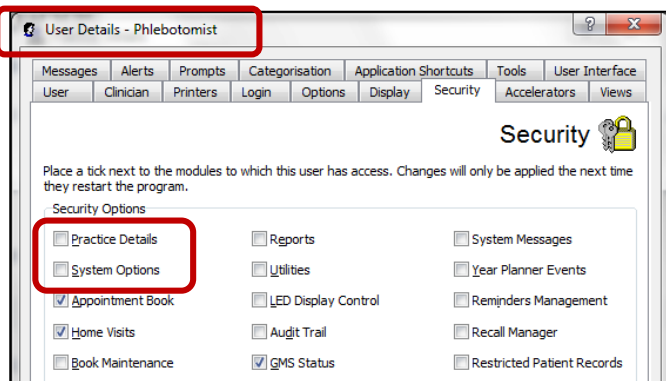 User Details - Phlebotomist
Messages Alerts Prompts Categorisation Application Shortcuts Tools User Interface
User Clinician Printers Login Options Display Security Accelerators Views
Security
Place a tick next to the modules to which this user has access. Changes will only be applied the next time
they restart the program.
Security Options
Practice Details Reports System Messages
System Options Utilities Year Planner Events
Appointment Book LED Display Control Reminders Management
Home Visits Audit Trail Recall Manager
Book Maintenance GMS Status Restricted Patient Records